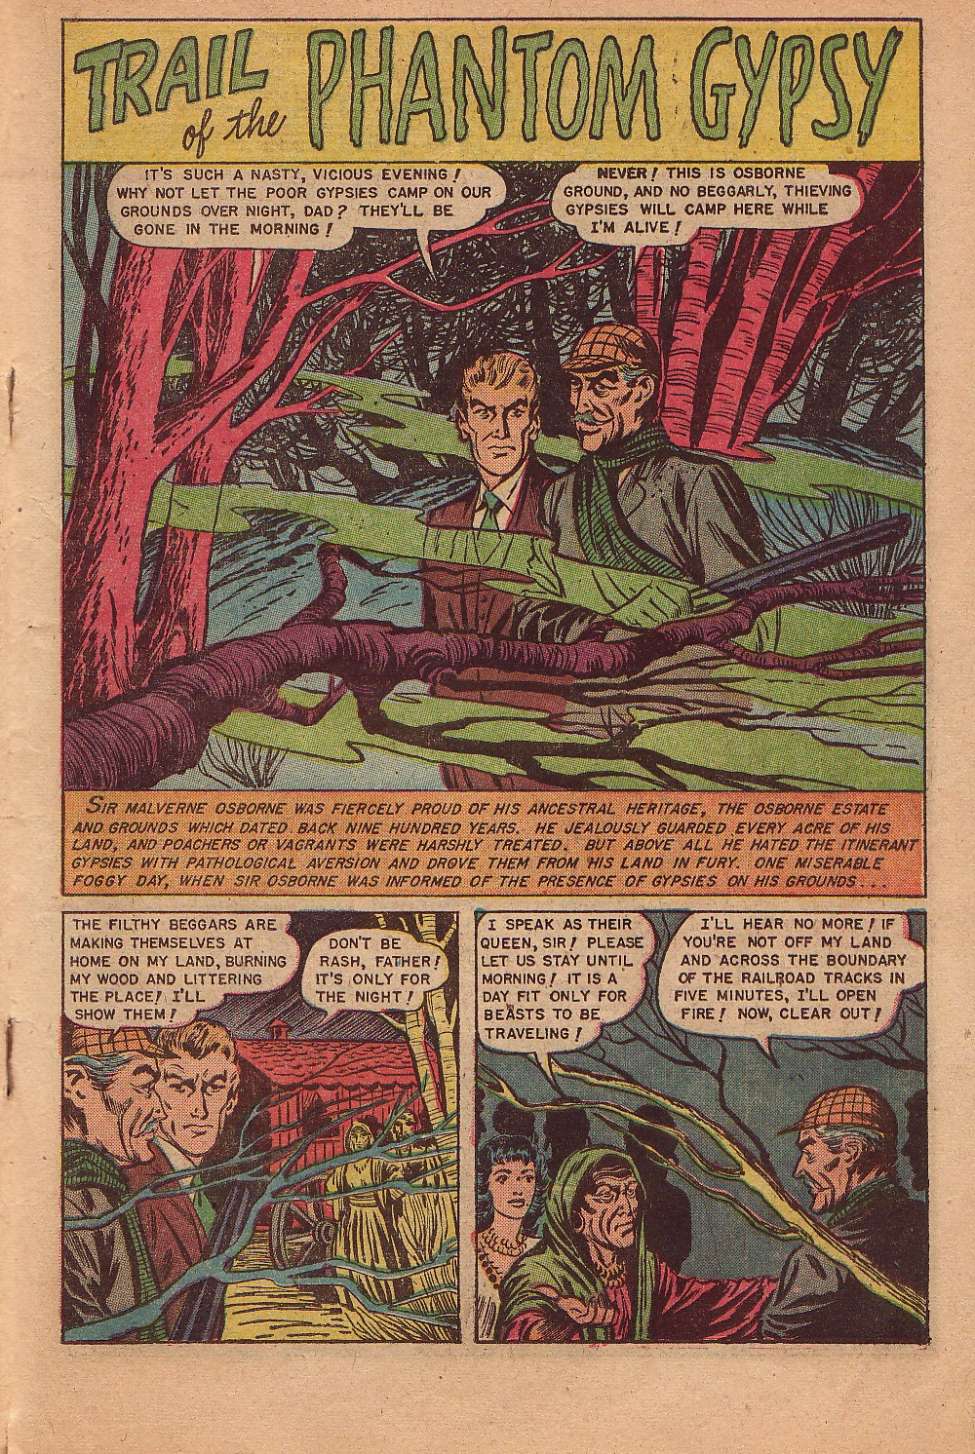 TRAIL
of the
PHANTOM GYPSY
IT'S SUCH A NASTY, VICIOUS EVENING!
WHY NOT LET THE POOR GYPSIES CAMP ON OUR
GROUNDS OVER NIGHT, DAD? THEY'LL BE
GONE IN THE MORNING!
NEVER! THIS IS OSBORNE
GROUND, AND NO BEGGARLY, THIEVING
GYPSIES WILL CAMP HERE WHILE
I'M ALIVE!
SIR MALVERNE OSBORNE WAS FIERCELY PROUD OF HIS ANCESTRAL HERITAGE, THE OSBORNE ESTATE
AND GROUNDS WHICH DATED BACK NINE HUNDRED YEARS. HE JEALOUSLY GUARDED EVERY ACRE OF HIS
LAND, AND POACHERS OR VAGRANTS WERE HARSHLY TREATED. BUT ABOVE ALL HE HATED THE ITINERANT
GYPSIES WITH PATHOLOGICAL AVERSION AND DROVE THEM FROM HIS LAND IN FURY. ONE MISERABLE
FOGGY DAY, WHEN SIR OSBORNE WAS INFORMED OF THE PRESENCE OF GYPSIES ON HIS GROUNDS...
THE FILTHY BEGGARS ARE
MAKING THEMSELVES AT
HOME ON MY LAND, BURNING
MY WOOD AND LITTERING
THE PLACE! I'LL
SHOW THEM!
DON'T BE
RASH, FATHER!
IT'S ONLY FOR
THE NIGHT!
I SPEAK AS THEIR
QUEEN, SIR! PLEASE
LET US STAY UNTIL
MORNING! IT IS A
DAY FIT ONLY FOR
BEASTS TO BE
TRAVELING!
I'LL HEAR NO MORE! IF
YOU'RE NOT OFF MY LAND
AND ACROSS THE BOUNDARY
OF THE RAILROAD TRACKS IN
FIVE MINUTES, I'LL OPEN
FIRE! NOW, CLEAR OUT!